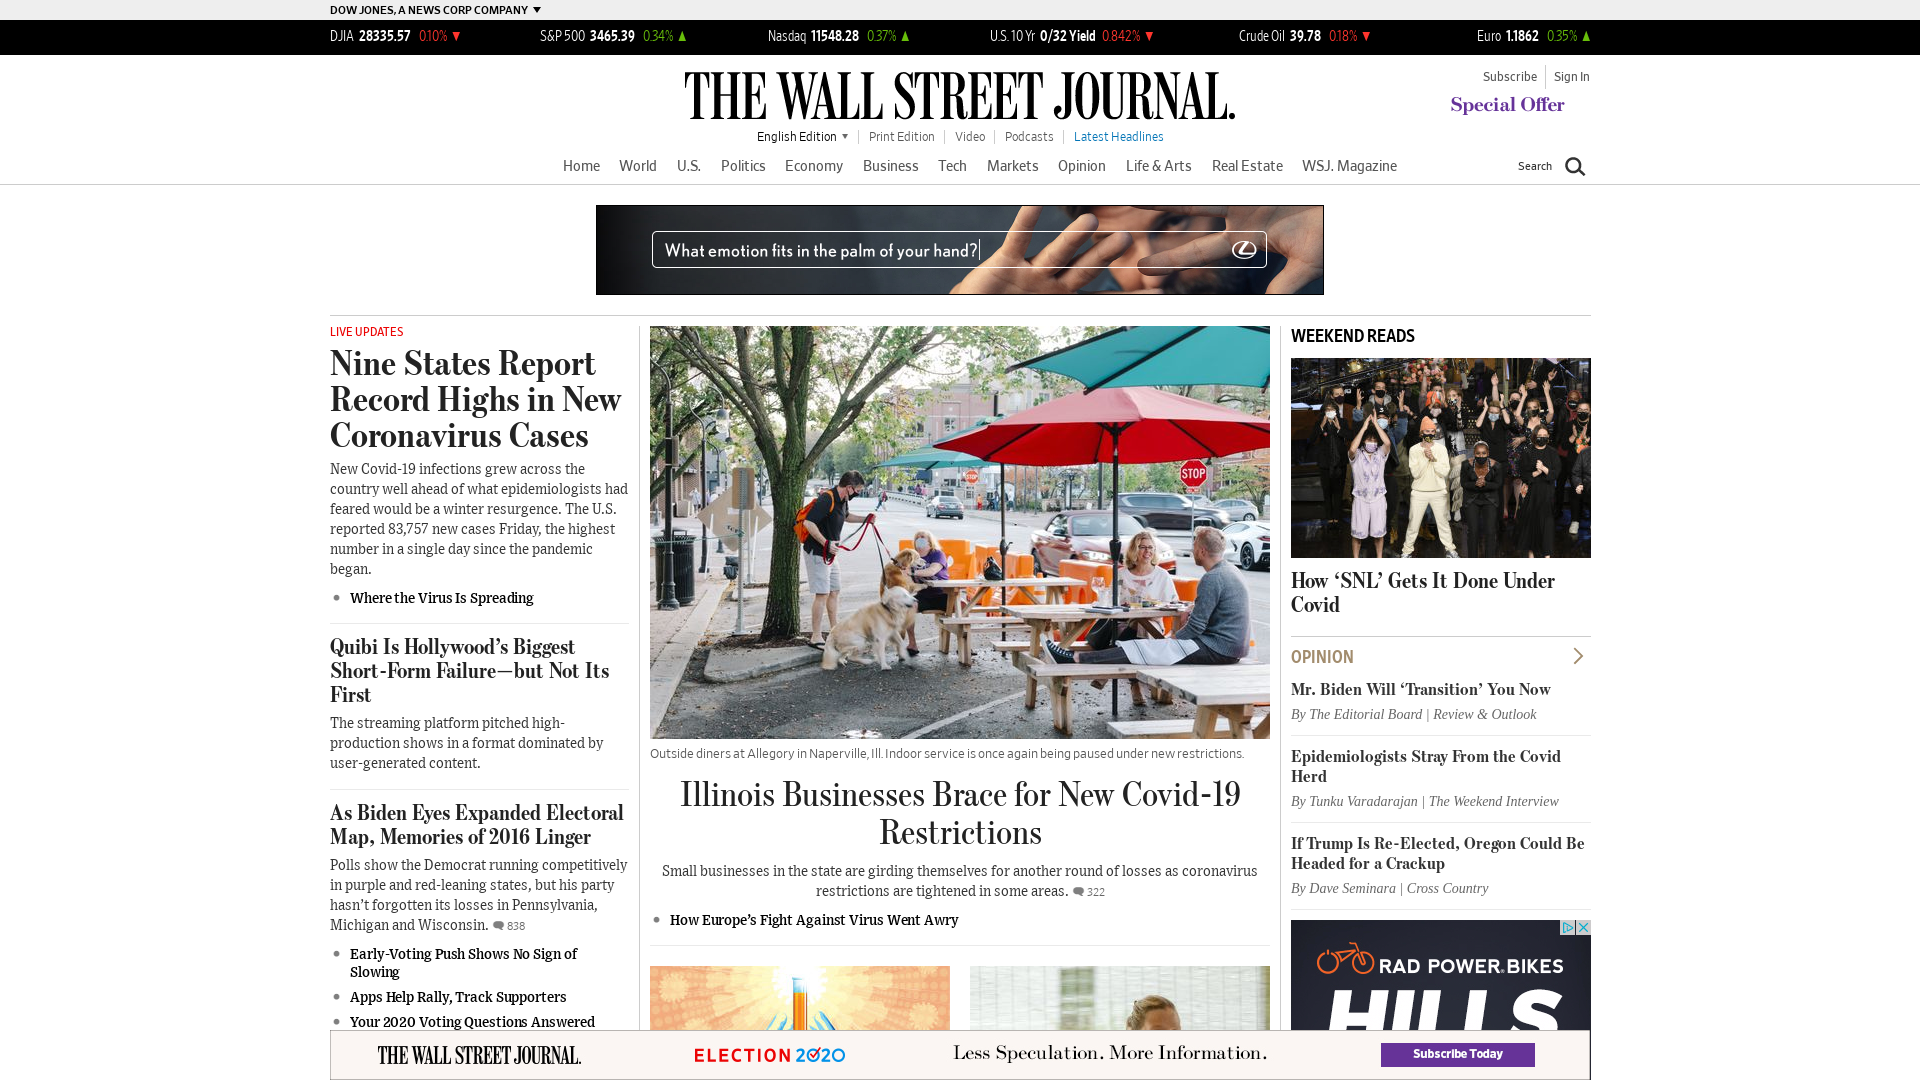 DOW JONES, A NEWS CORP COMPANY
DJIA 28335.57 0.10% S&P 500 3465.39 0.34% Nasdaq 11548.28 0.37% U.S. 10 Yr 0/32 Yield 0.842% Crude Oil 39.78 0.18% Euro 1.1862 0.35%
Subscribe Sign In
THE WALL STREET JOURNAL.
Special Offer
English Edition Print Edition Video Podcasts Latest Headlines
Home World U.S. Politics Economy Business Tech Markets Opinion Life & Arts Real Estate WSJ. Magazine Search
What emotion fits in the palm of your hand?
LIVE UPDATES
Nine States Report
Record Highs in New
Coronavirus Cases
New Covid-19 infections grew across the
country well ahead of what epidemiologists had
feared would be a winter resurgence. The U.S.
reported 83,757 new cases Friday, the highest
number in a single day since the pandemic
began.
Where the Virus Is Spreading
Quibi Is Hollywood’s Biggest
Short-Form Failure—but Not Its
First
The streaming platform pitched high-
production shows in a format dominated by
user-generated content.
As Biden Eyes Expanded Electoral
Map, Memories of 2016 Linger
Polls show the Democrat running competitively
in purple and red-leaning states, but his party
hasn’t forgotten its losses in Pennsylvania,
Michigan and Wisconsin. 838
Early-Voting Push Shows No Sign of
Slowing
Apps Help Rally, Track Supporters
Your 2020 Voting Questions Answered
STOP
STOP
Outside diners at Allegory in Naperville, Ill. Indoor service is once again being paused under new restrictions.
Illinois Businesses Brace for New Covid-19
Restrictions
Small businesses in the state are girding themselves for another round of losses as coronavirus
restrictions are tightened in some areas. 322
How Europe’s Fight Against Virus Went Awry
WEEKEND READS
How ‘SNL’ Gets It Done Under
Covid
OPINION
Mr. Biden Will ‘Transition’ You Now
By The Editorial Board | Review & Outlook
Epidemiologists Stray From the Covid
Herd
By Tunku Varadarajan | The Weekend Interview
If Trump Is Re-Elected, Oregon Could Be
Headed for a Crackup
By Dave Seminara | Cross Country
RAD POWER BIKES
HILLS
THE WALL STREET JOURNAL. ELECTION 2020 Less Speculation. More Information. Subscribe Today